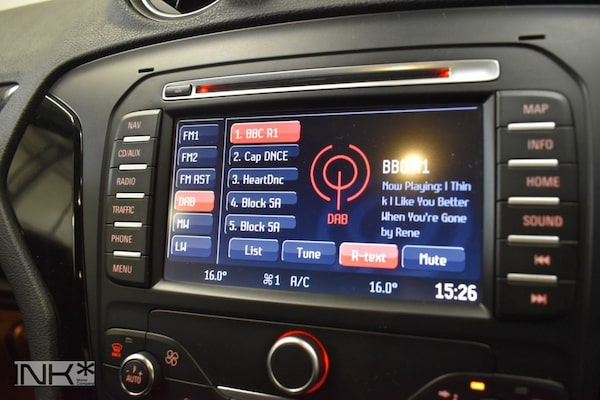 NAV
CD/AUX
RADIO
TRAFFIC
PHONE
MENU
FM1
FM2
FM AST
DAB
MW
LW
1. BBC R1
2. Cap DNCE
3. HeartDnc
4. Block 5A
5. Block 5A
DAB
BBC R1
Now Playing: I Thin
k I Like You Better
When You're Gone
by Rene
List
Tune
R-text
Mute
16.0°
1 A/C
16.0°
15:26
MAP
INFO
HOME
SOUND
AUTO
NK*